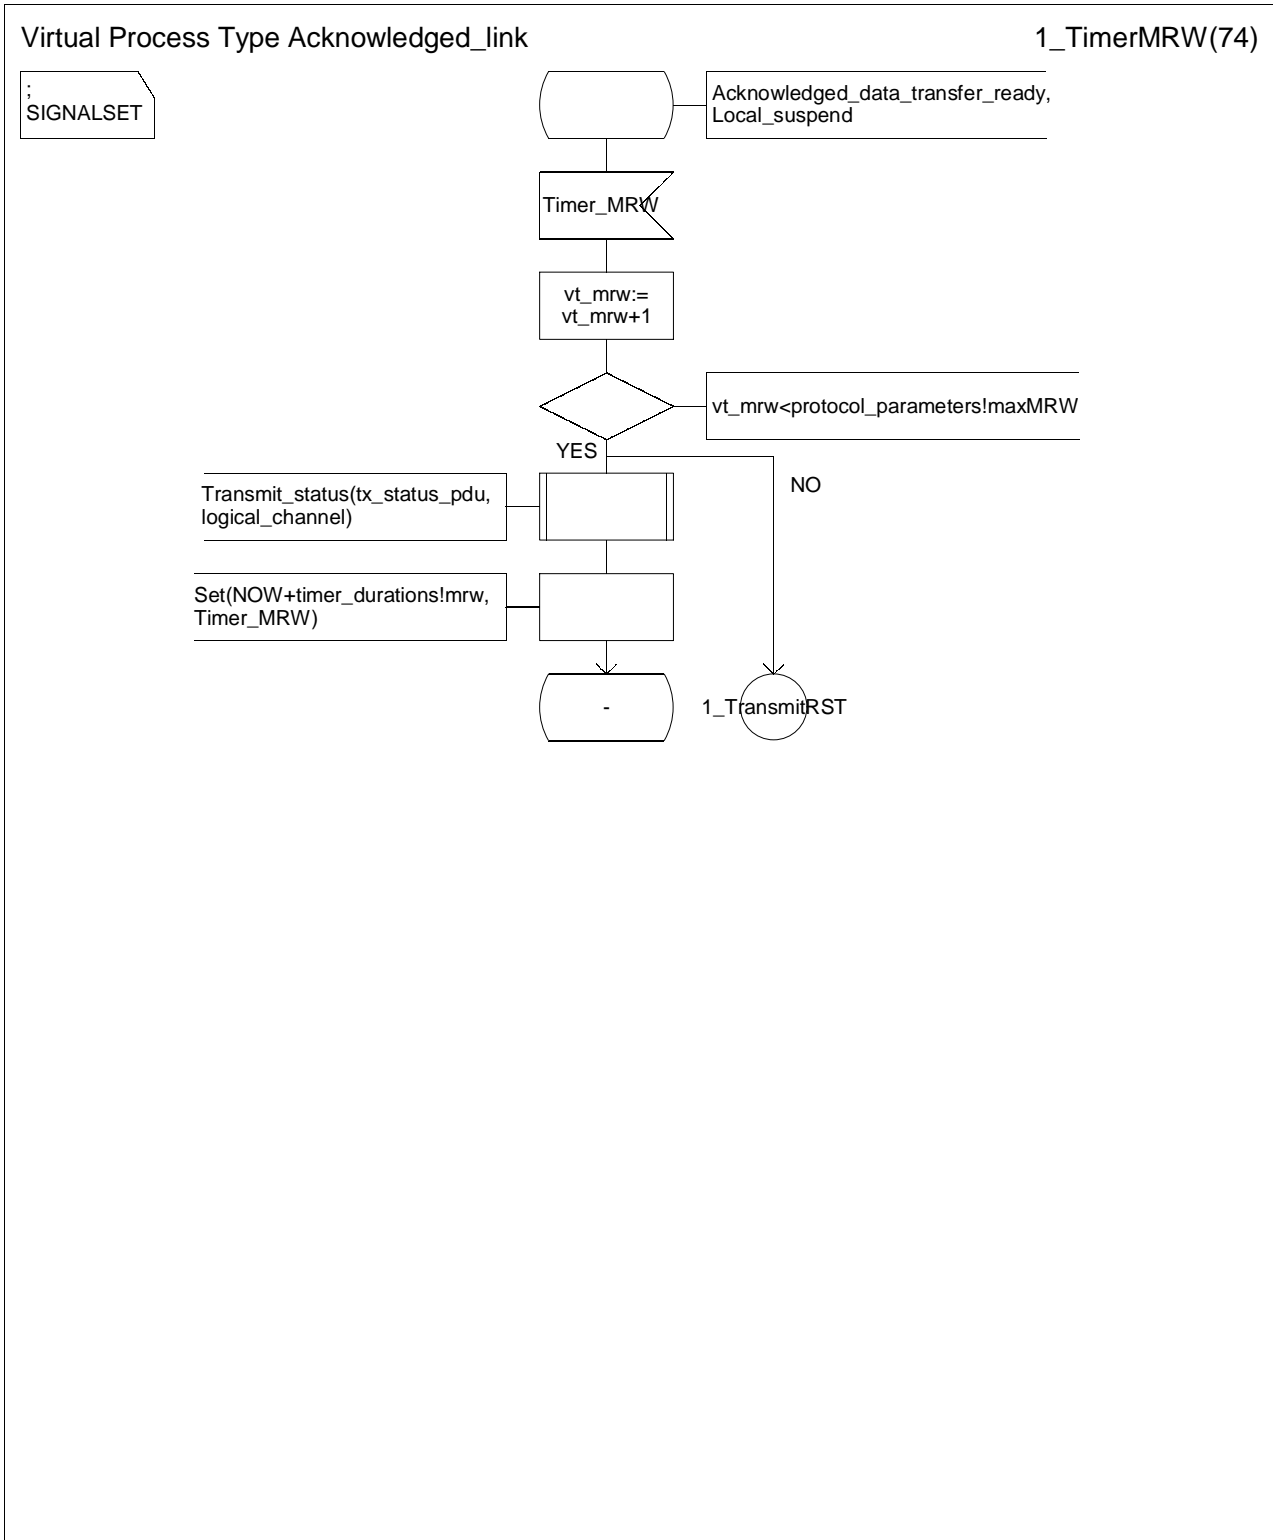 Virtual Process Type Acknowledged_link
1_TimerMRW(74)
;
SIGNALSET
Acknowledged_data_transfer_ready,
Local_suspend
Timer_MRW
vt_mrw:=
vt_mrw+1
vt_mrw<protocol_parameters!maxMRW
YES
NO
Transmit_status(tx_status_pdu,
logical_channel)
Set(NOW+timer_durations!mrw,
Timer_MRW)
-
1_TransmitRST